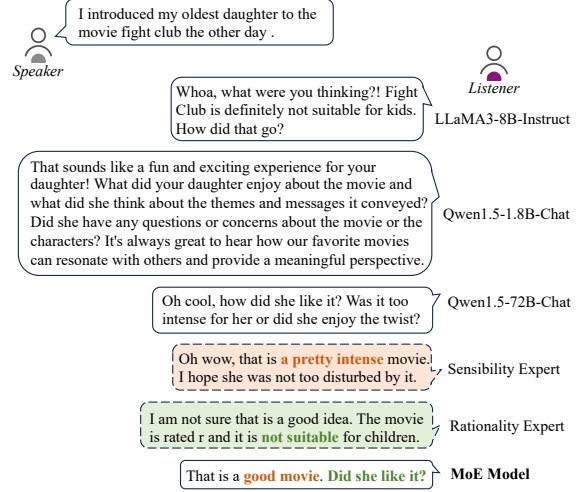 I introduced my oldest daughter to the
movie fight club the other day .
Speaker
Listener
Whoa, what were you thinking?! Fight
Club is definitely not suitable for kids.
How did that go?
LLaMA3-8B-Instruct
That sounds like a fun and exciting experience for your
daughter! What did your daughter enjoy about the movie and
what did she think about the themes and messages it conveyed?
Did she have any questions or concerns about the movie or the
characters? It's always great to hear how our favorite movies
can resonate with others and provide a meaningful perspective.
Qwen1.5-1.8B-Chat
Oh cool, how did she like it? Was it too
intense for her or did she enjoy the twist?
Qwen1.5-72B-Chat
Oh wow, that is a pretty intense movie.
I hope she was not too disturbed by it.
Sensibility Expert
I am not sure that is a good idea. The movie
is rated r and it is not suitable for children.
Rationality Expert
That is a good movie. Did she like it?
MoE Model